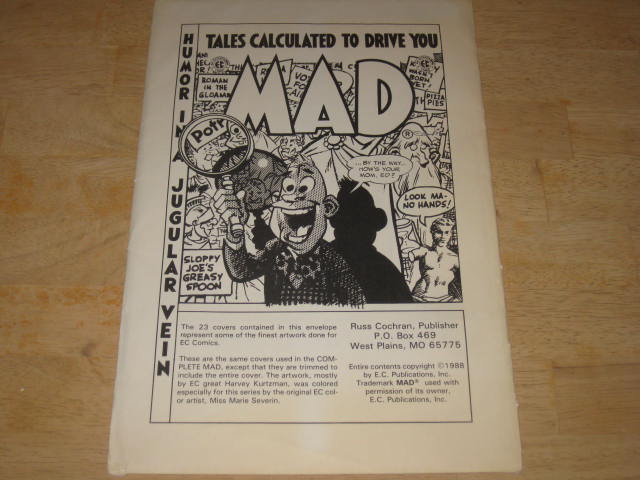 TALES CALCULATED TO DRIVE YOU
MAD
HUMOR IN A JUGULAR VEIN
ROMAN
IN THE
GLOAM
BORN
YET!
PIZZA
PIES
Potr
... BY THE WAY...
HOW'S YOUR
MOM, ED?
LOOK MA-
NO HANDS!
SLOPPY
JOE'S
GREASY
SPOON
The 23 covers contained in this envelope
represent some of the finest artwork done for
EC Comics.
These are the same covers used in the COM-
PLETE MAD, except that they are trimmed to
include the entire cover. The artwork, mostly
by EC great Harvey Kurtzman, was colored
especially for this series by the original EC col-
or artist, Miss Marie Severin.
Russ Cochran, Publisher
P.O. Box 469
West Plains, MO 65775
Entire contents copyright ©1988
by E.C. Publications, Inc.
Trademark MAD® used with
permission of its owner,
E.C. Publications, Inc.